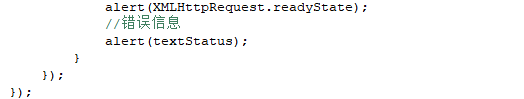 alert(XMLHttpRequest.readyState);
//错误信息
alert(textStatus);
}
});
});